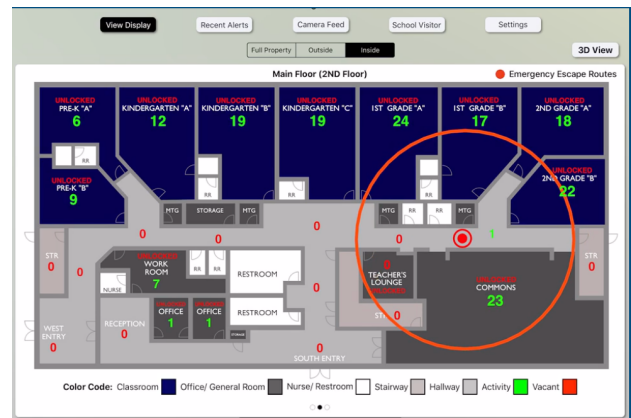 View Display
Recent Alerts
Camera Feed
School Visitor
Settings
Full Property
Outside
Inside
3D View
Main Floor (2ND Floor)
Emergency Escape Routes
UNLOCKED
PRE-K "A"
6
UNLOCKED
KINDERGARTEN "A"
12
UNLOCKED
KINDERGARTEN "B"
19
UNLOCKED
KINDERGARTEN "C"
19
UNLOCKED
1ST GRADE "A"
24
UNLOCKED
1ST GRADE "B"
17
UNLOCKED
2ND GRADE "A"
18
RR
UNLOCKED
PRE-K "B"
9
RR
RR
RR
UNLOCKED
2ND GRADE "B"
22
MTG
STORAGE
MTG
0
MTG
RR
RR
MTG
0
0
0
1
STR
0
0
UNLOCKED
WORK
ROOM
7
RR
RR
RESTROOM
0
0
TEACHER'S
LOUNGE
UNLOCKED
COMMONS
23
STR
0
NURSE
UNLOCKED
OFFICE
1
UNLOCKED
OFFICE
1
RESTROOM
STR
0
WEST
ENTRY
0
RECEPTION
0
0
SOUTH ENTRY
Color Code: Classroom Office/ General Room Nurse/ Restroom Stairway Hallway Activity Vacant